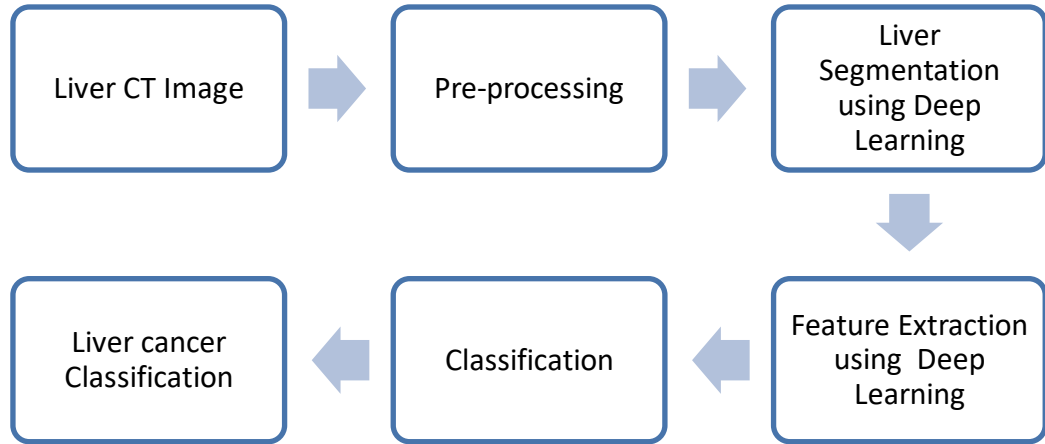 Liver CT Image
Pre-processing
Liver
Segmentation
using Deep
Learning
Feature Extraction
using  Deep
Learning
Classification
Liver cancer
Classification